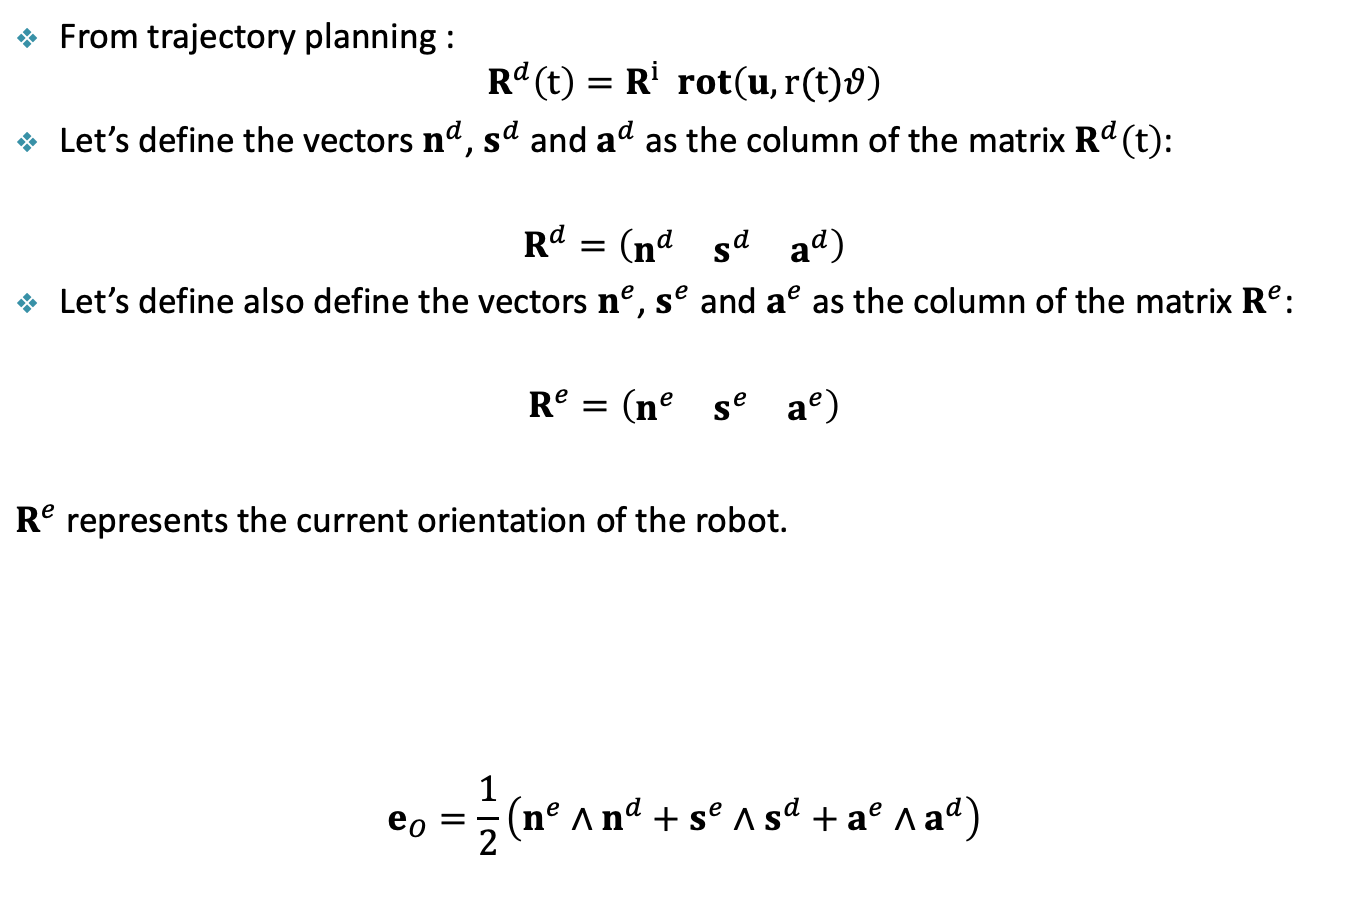 ❖ From trajectory planning :
𝐑ᵈ(t) = 𝐑ⁱ 𝐫𝐨𝐭(𝐮, r(t)𝜗)
❖ Let’s define the vectors 𝐧ᵈ, 𝐬ᵈ and 𝐚ᵈ as the column of the matrix 𝐑ᵈ(t):
𝐑ᵈ = (𝐧ᵈ 𝐬ᵈ 𝐚ᵈ)
❖ Let’s define also define the vectors 𝐧ᵉ, 𝐬ᵉ and 𝐚ᵉ as the column of the matrix 𝐑ᵉ:
𝐑ᵉ = (𝐧ᵉ 𝐬ᵉ 𝐚ᵉ)
𝐑ᵉ represents the current orientation of the robot.
𝐞_O = 1/2 (𝐧ᵉ ∧ 𝐧ᵈ + 𝐬ᵉ ∧ 𝐬ᵈ + 𝐚ᵉ ∧ 𝐚ᵈ)